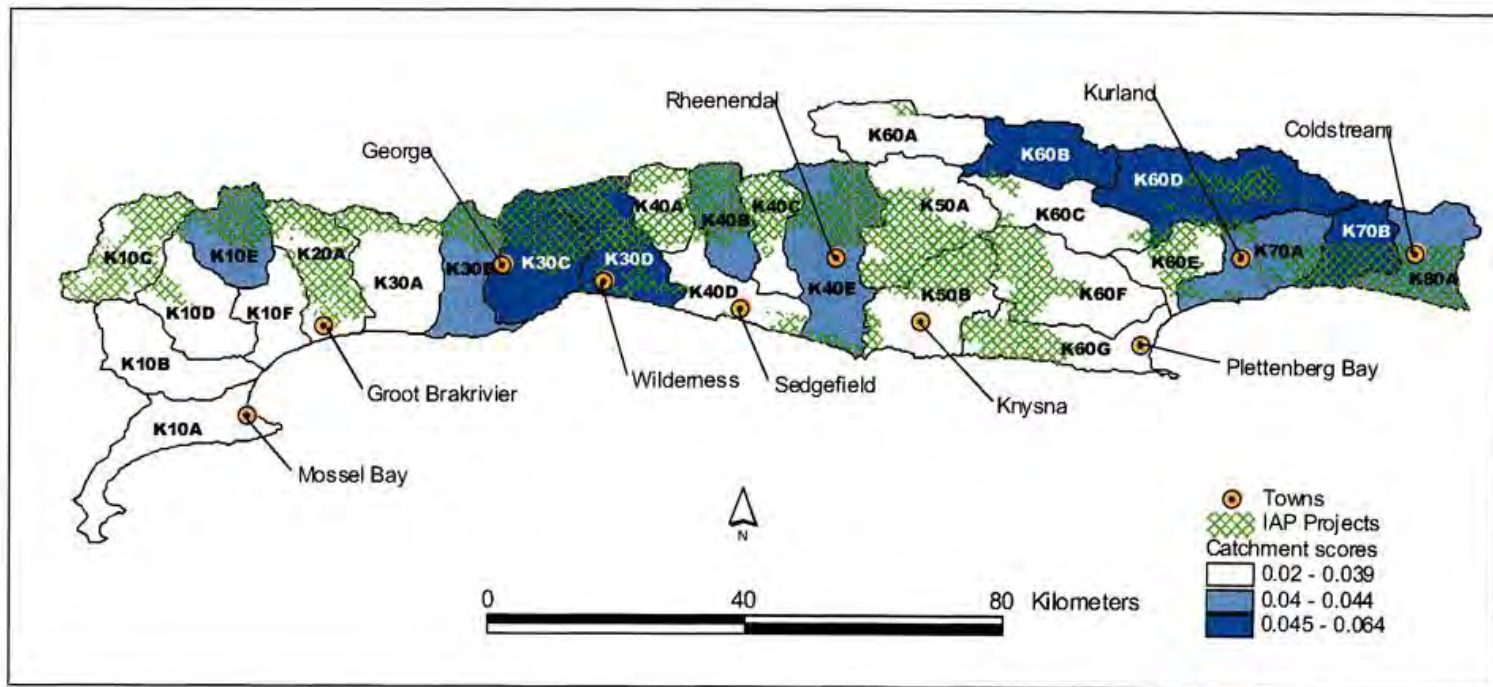 Rheenendal
Kurland
Coldstream
George
K60A
K60B
K60D
K10C
K10E
K20A
K30A
K30B
K30C
K30D
K40A
K40B
K40C
K40D
K40E
K50A
K50B
K60C
K60E
K60F
K60G
K70A
K70B
K80A
K10D
K10F
K10B
K10A
Groot Brakrivier
Wilderness
Sedgefield
Knysna
Plettenberg Bay
Mossel Bay
N
0 40 80 Kilometers
Towns
IAP Projects
Catchment scores
0.02 - 0.039
0.04 - 0.044
0.045 - 0.064